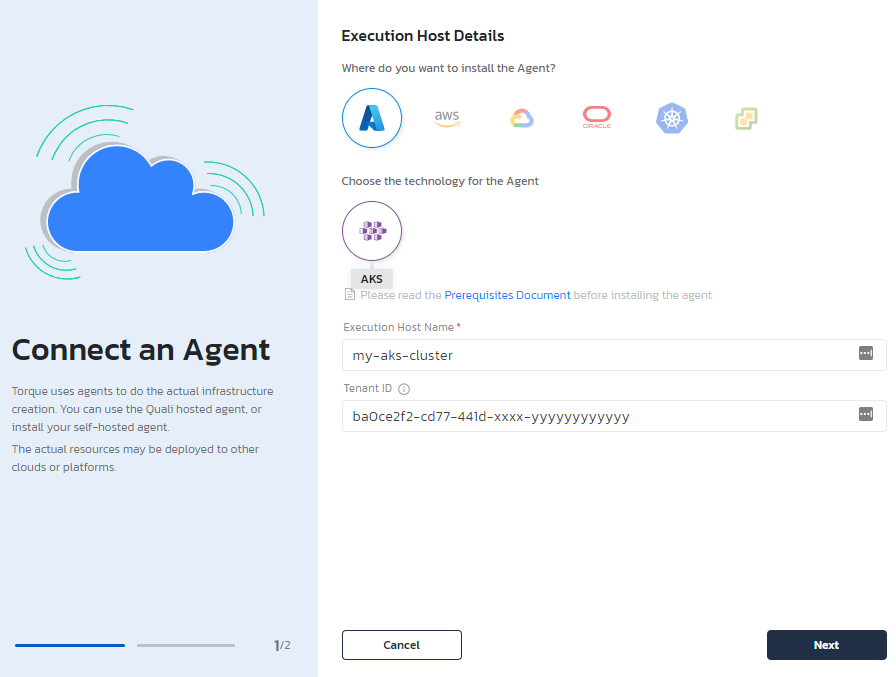 Execution Host Details
Where do you want to install the Agent?
aws
ORACLE
Choose the technology for the Agent
AKS
Please read the Prerequisites Document before installing the agent
Execution Host Name *
my-aks-cluster
Tenant ID
ba0ce2f2-cd77-441d-xxxx-yyyyyyyyyyyy
Connect an Agent
Torque uses agents to do the actual infrastructure
creation. You can use the Quali hosted agent, or
install your self-hosted agent.
The actual resources may be deployed to other
clouds or platforms.
1/2
Cancel
Next